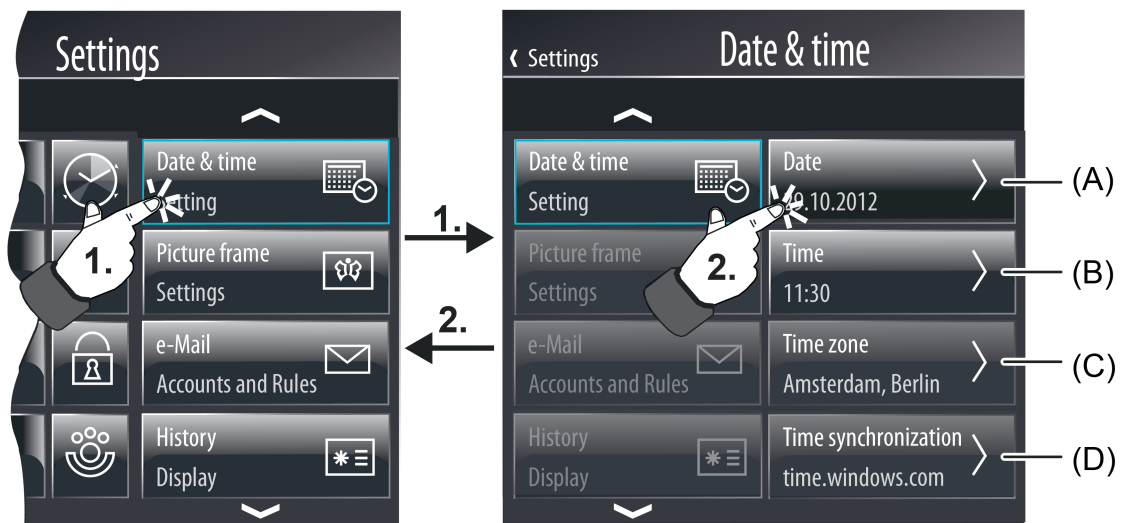 Settings
Date & time
Setting
1.
Picture frame
Settings
e-Mail
Accounts and Rules
History
Display
1.
2.
Settings
Date & time
Date & time
Setting
Picture frame
Settings
e-Mail
Accounts and Rules
History
Display
2.
Date
Time
11:30
Time zone
Amsterdam, Berlin
Time synchronization
time.windows.com
(A)
(B)
(C)
(D)